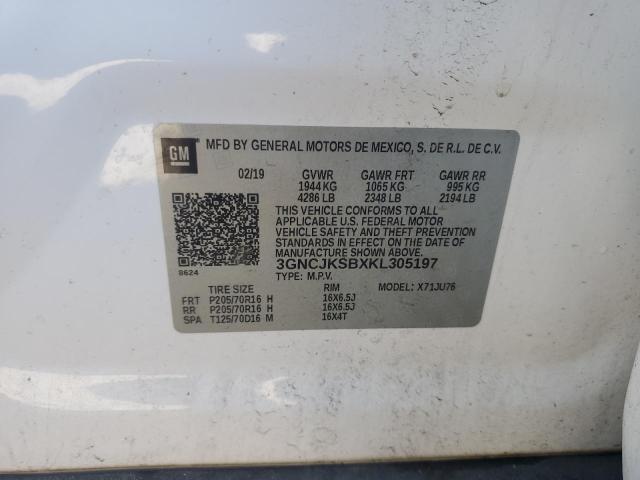 GM MFD BY GENERAL MOTORS DE MEXICO, S. DE R.L. DE C.V.
02/19 GVWR GAWR FRT GAWR RR
1944 KG 1065 KG 995 KG
4286 LB 2348 LB 2194 LB
THIS VEHICLE CONFORMS TO ALL
APPLICABLE U.S. FEDERAL MOTOR
VEHICLE SAFETY AND THEFT PREVENTION
STANDARDS IN EFFECT ON THE DATE
OF MANUFACTURE SHOWN ABOVE.
3GNCJKSBXKL305197
8624 TYPE: M.P.V. MODEL: X71JU76
TIRE SIZE RIM
FRT P205/70R16 H 16X6.5J
RR P205/70R16 H 16X6.5J
SPA T125/70D16 M 16X4T